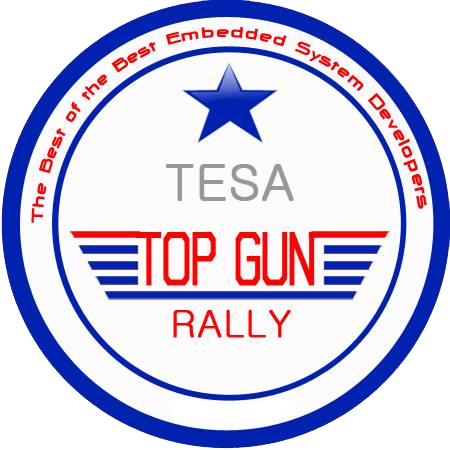 The Best of the Best Embedded System Developers
TESA
TOP GUN
RALLY